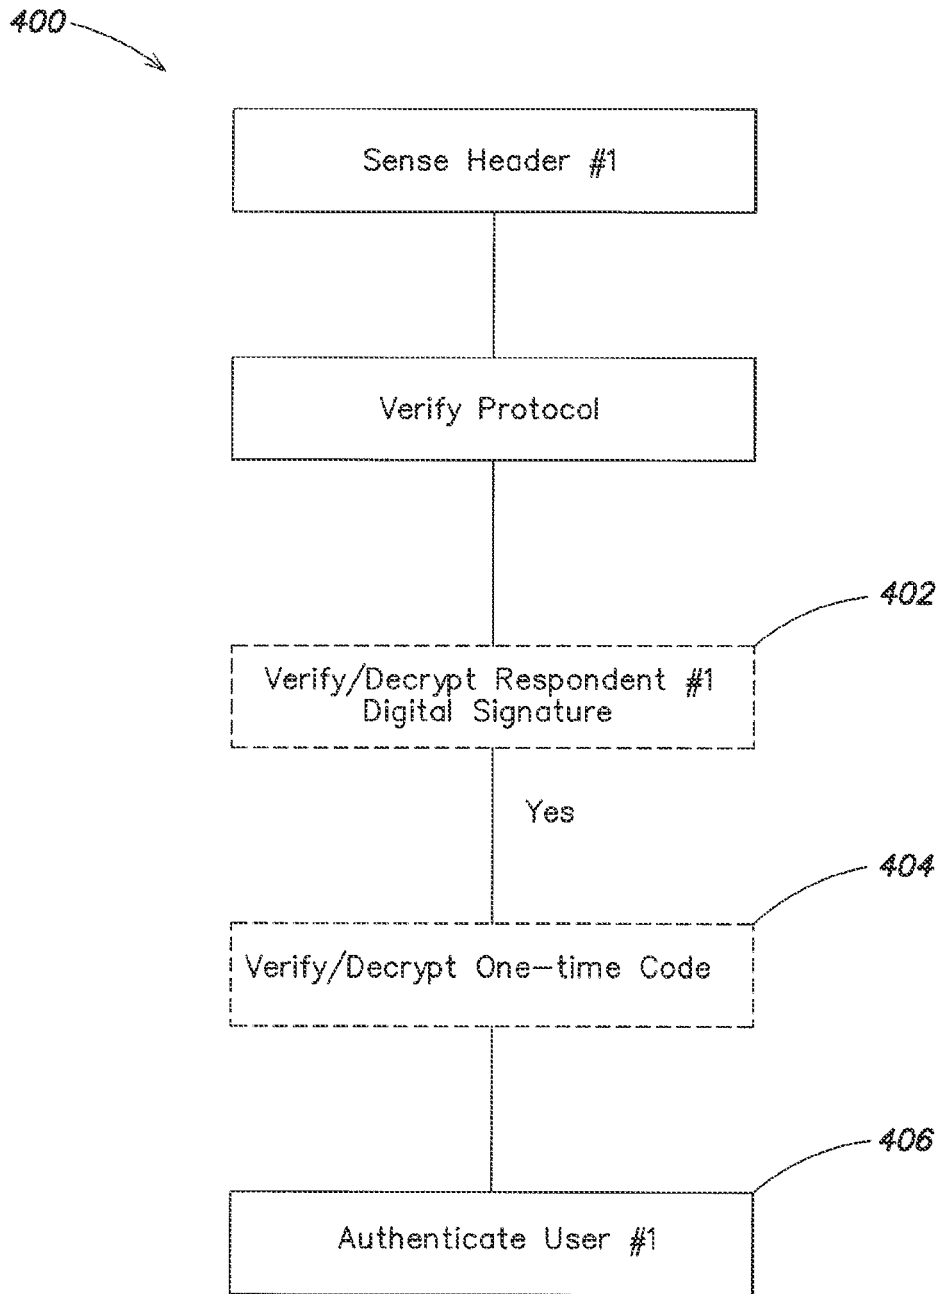 400
Sense Header #1
Verify Protocol
402
Verify/Decrypt Respondent #1
Digital Signature
Yes
404
Verify/Decrypt One-time Code
406
Authenticate User #1